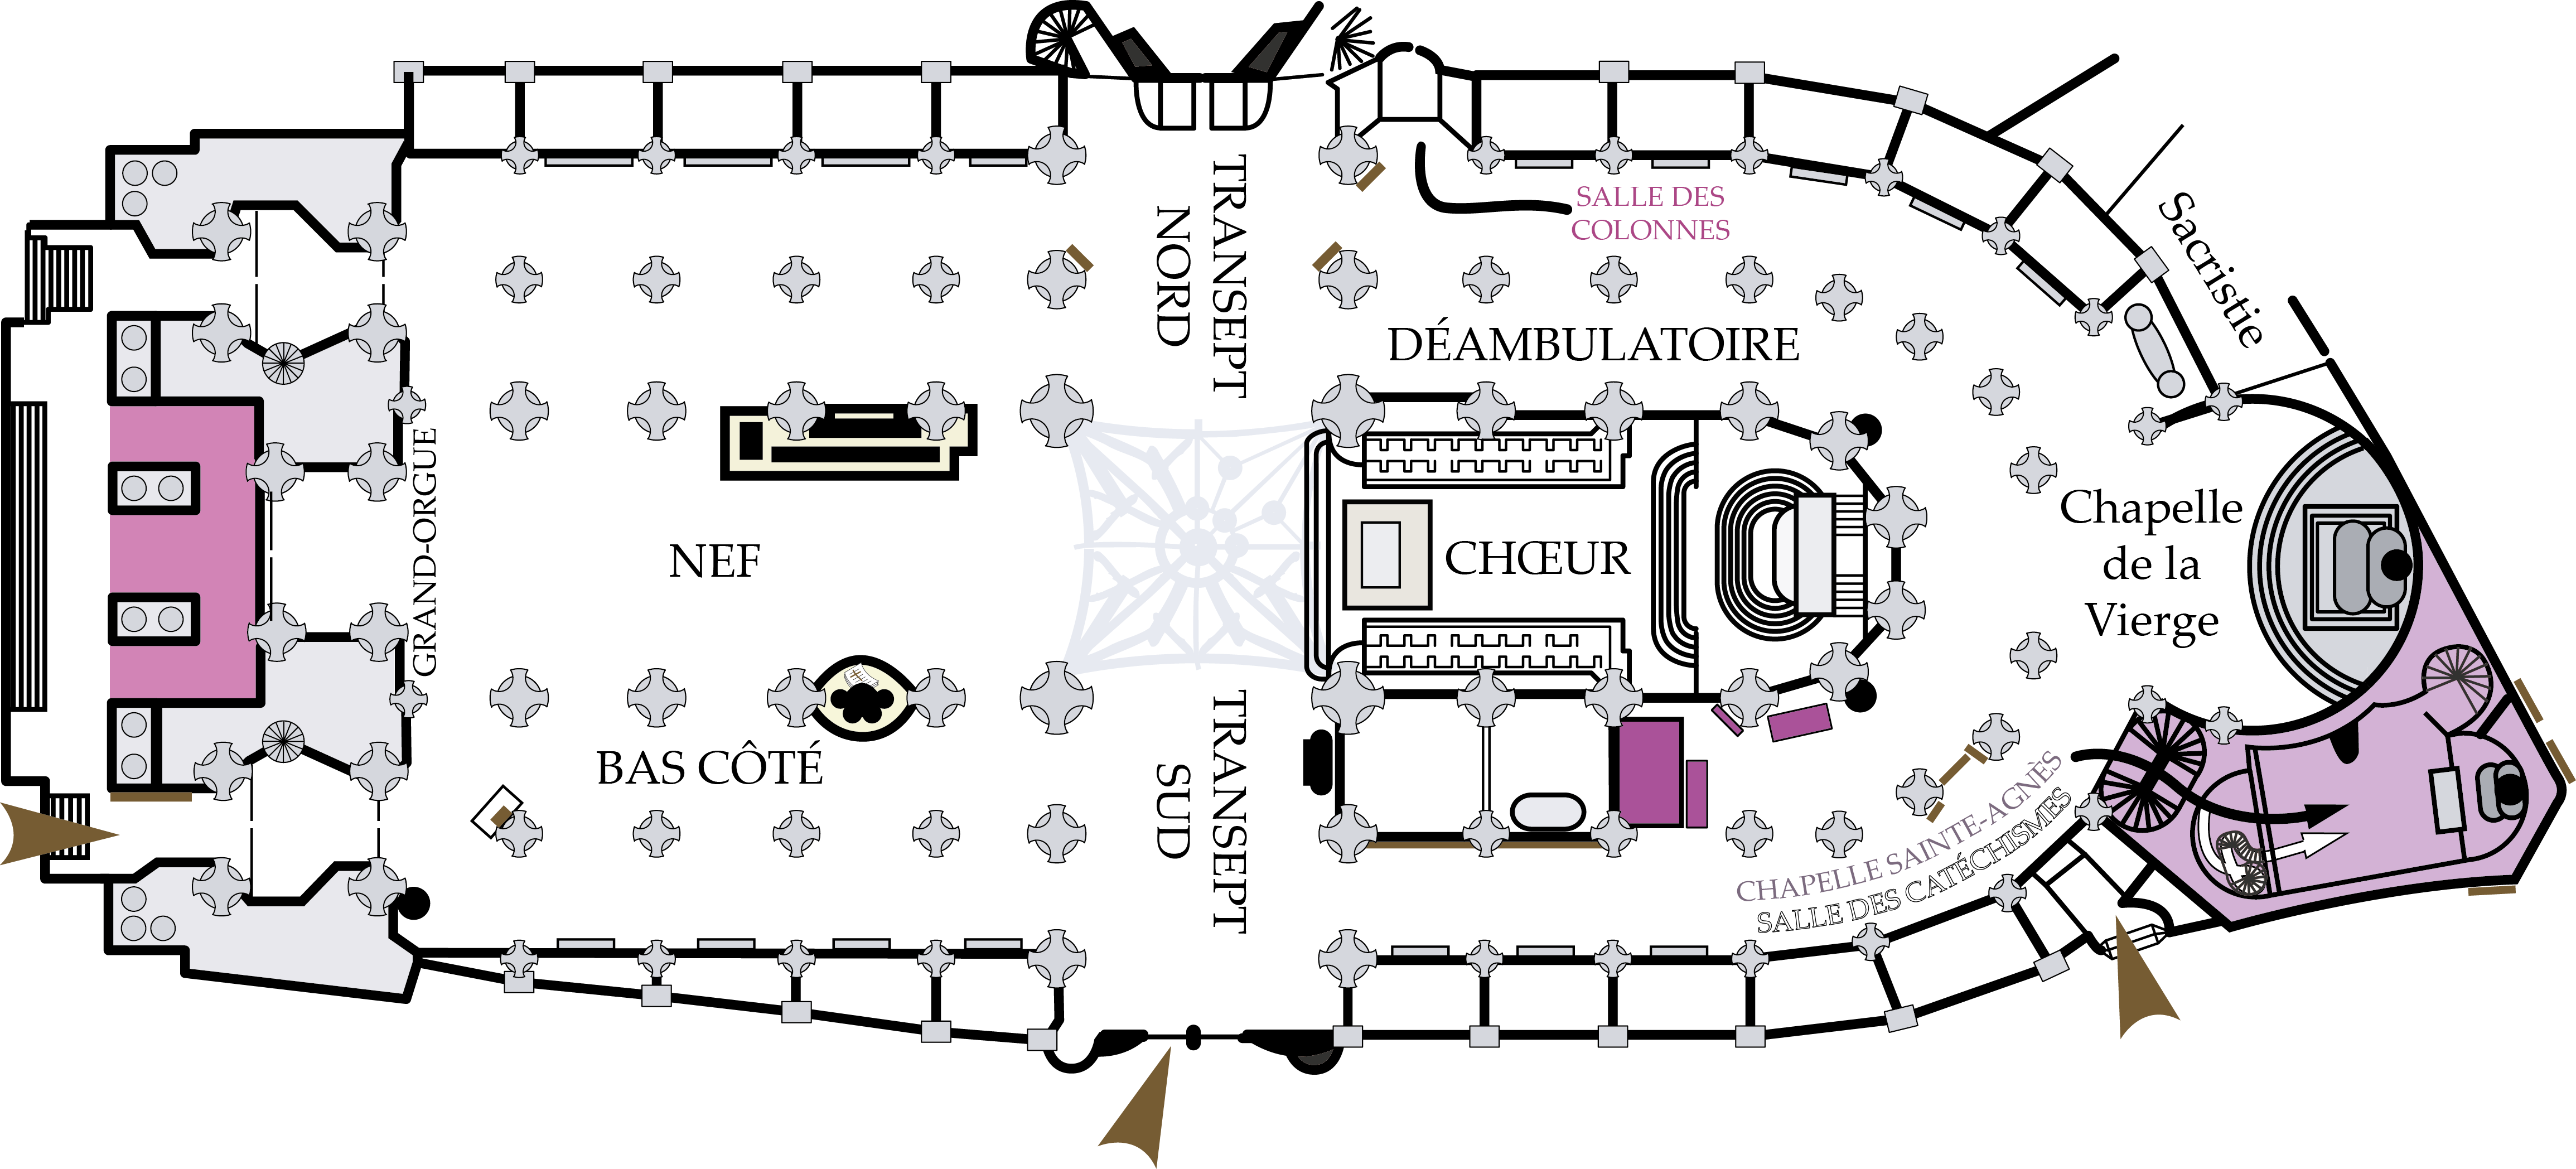 TRANSEPT
NORD
SALLE DES
COLONNES
Sacristie
DÉAMBULATOIRE
GRAND-ORGUE
NEF
CHŒUR
Chapelle
de la
Vierge
BAS CÔTÉ
TRANSEPT
SUD
CHAPELLE SAINTE-AGNÈS
SALLE DES CATÉCHISMES